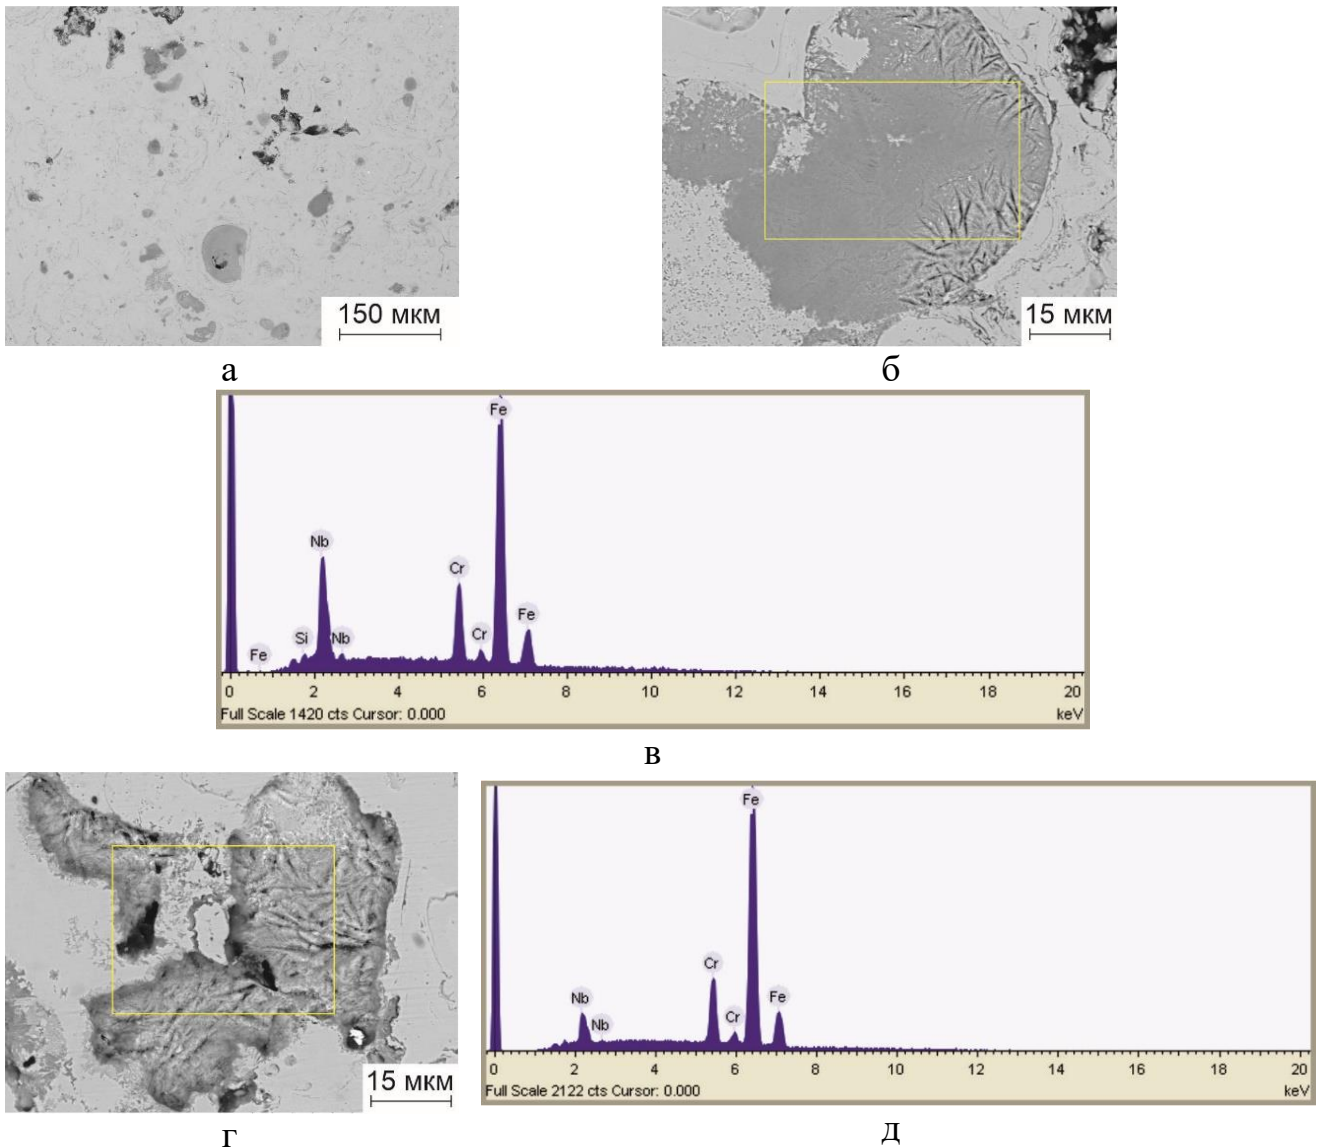 150 мкм
15 мкм
а
б
Fe
Nb
Cr
Fe
Si
Nb
Cr
Fe
0 2 4 6 8 10 12 14 16 18 20
Full Scale 1420 cts Cursor: 0.000 keV
в
Fe
Cr
Nb
Fe
Cr
Nb
0 2 4 6 8 10 12 14 16 18 20
Full Scale 2122 cts Cursor: 0.000 keV
15 мкм
г
д